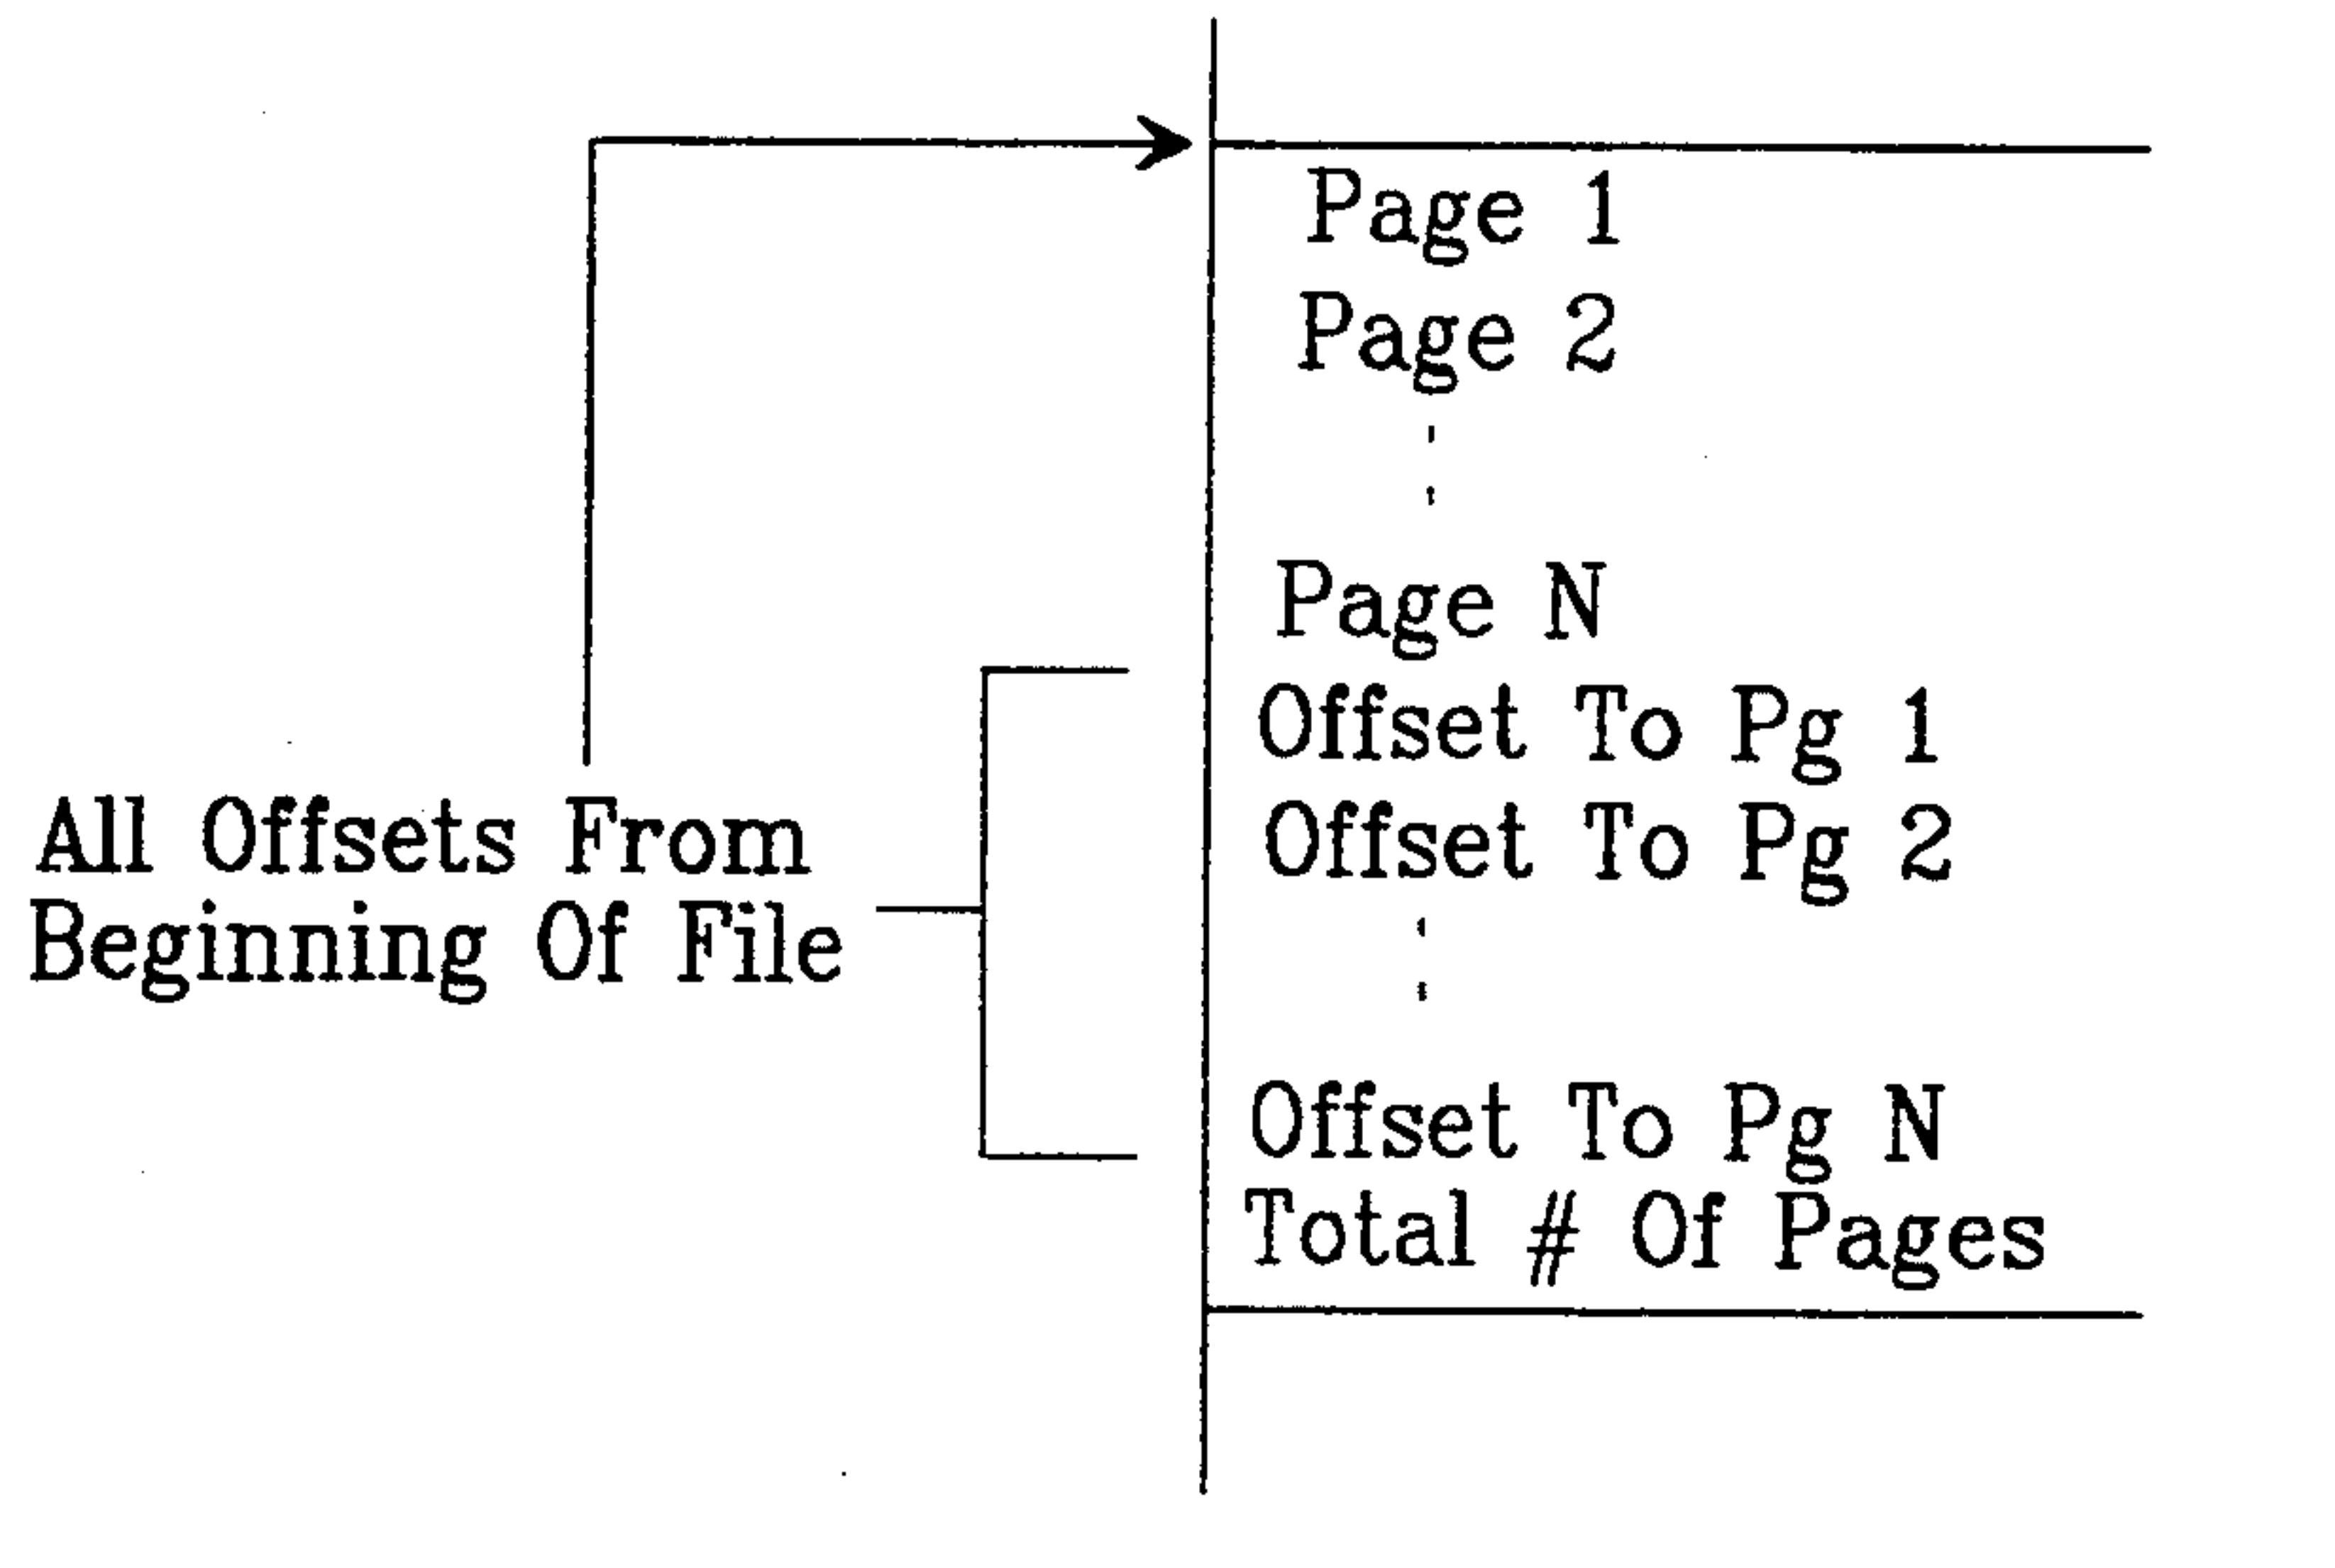 Page 1
Page 2
Page N
Offset To Pg 1
All Offsets From
Offset To Pg 2
Beginning Of File
Offset To Pg N
Total # Of Pages